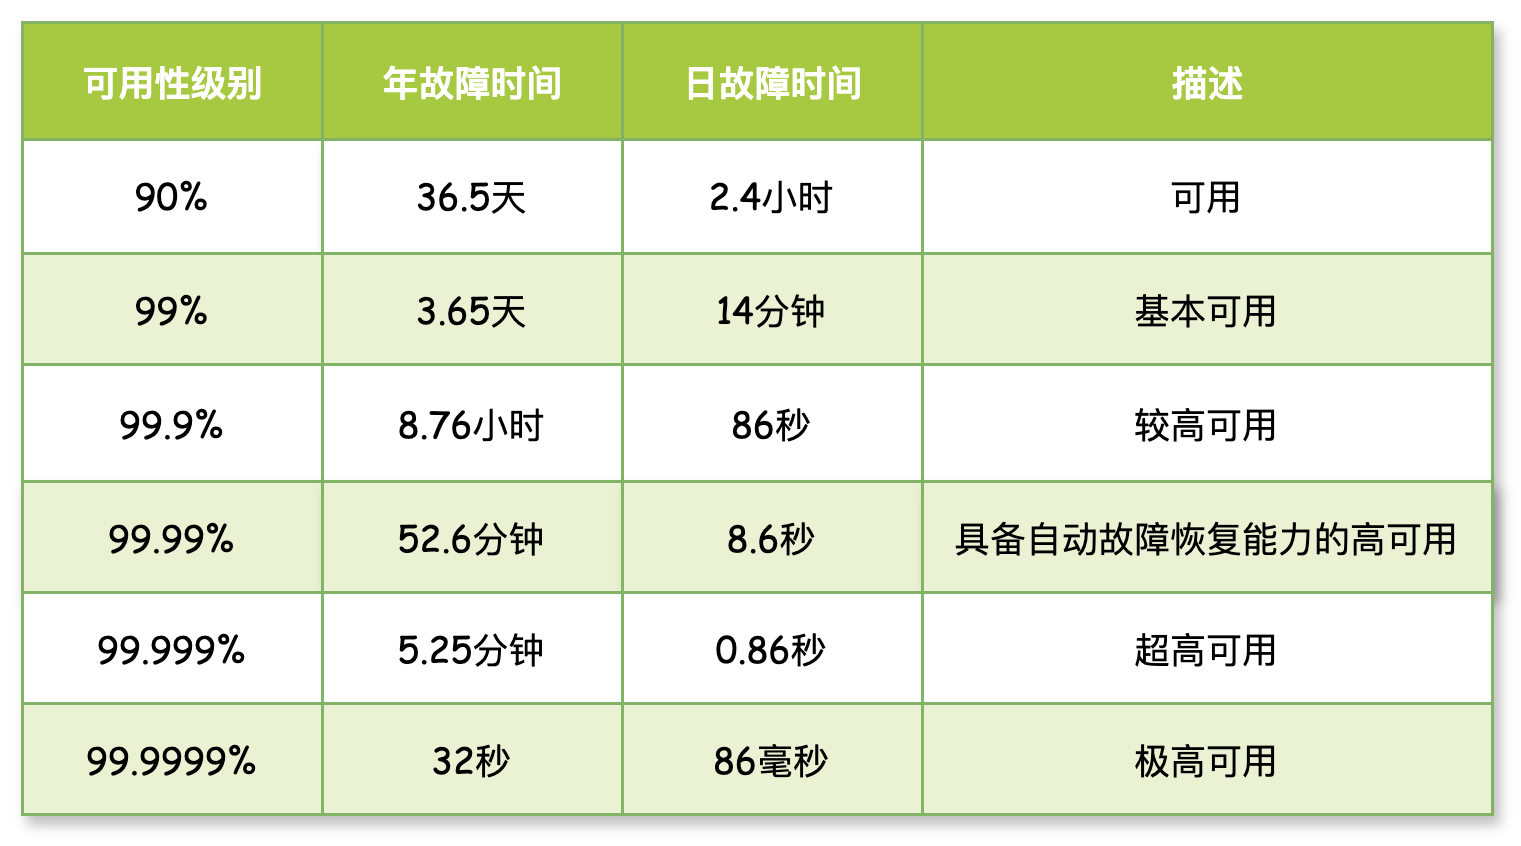 可用性级别 年故障时间 日故障时间 描述
90% 36.5天 2.4小时 可用
99% 3.65天 14分钟 基本可用
99.9% 8.76小时 86秒 较高可用
99.99% 52.6分钟 8.6秒 具备自动故障恢复能力的高可用
99.999% 5.25分钟 0.86秒 超高可用
99.9999% 32秒 86毫秒 极高可用